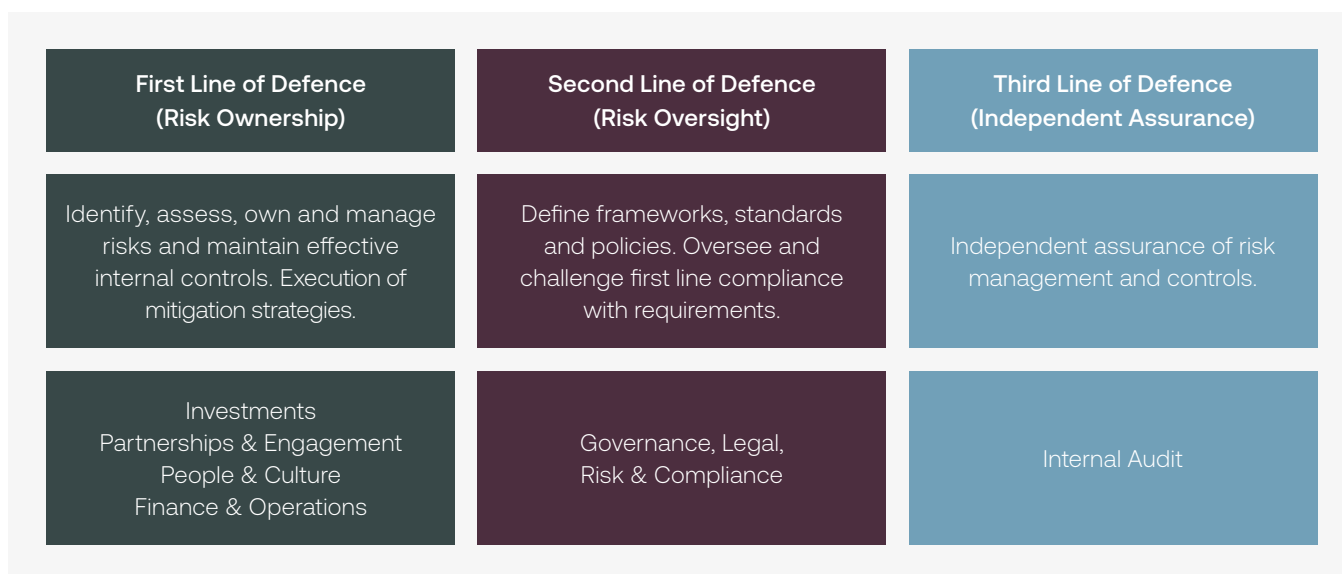 First Line of Defence
(Risk Ownership)
Second Line of Defence
(Risk Oversight)
Third Line of Defence
(Independent Assurance)
Identify, assess, own and manage
risks and maintain effective
internal controls. Execution of
mitigation strategies.
Define frameworks, standards
and policies. Oversee and
challenge first line compliance
with requirements.
Independent assurance of risk
management and controls.
Investments
Partnerships & Engagement
People & Culture
Finance & Operations
Governance, Legal,
Risk & Compliance
Internal Audit